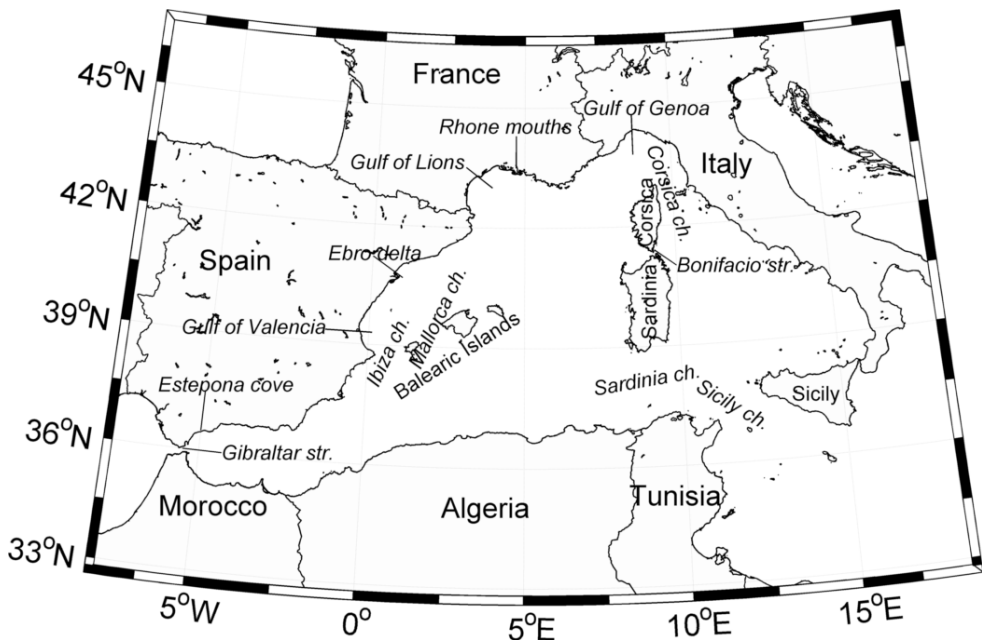 45°N
France
Gulf of Genoa
Rhone mouths
Gulf of Lions
Italy
Corsica ch.
Corsica
42°N
Spain
Ebro delta
Bonifacio str.
Sardinia
39°N
Gulf of Valencia
Ibiza ch.
Mallorca ch.
Balearic Islands
Estepona cove
Sardinia ch.
Sicily ch.
Sicily
36°N
Gibraltar str.
Morocco
Algeria
Tunisia
33°N
5°W
0°
5°E
10°E
15°E